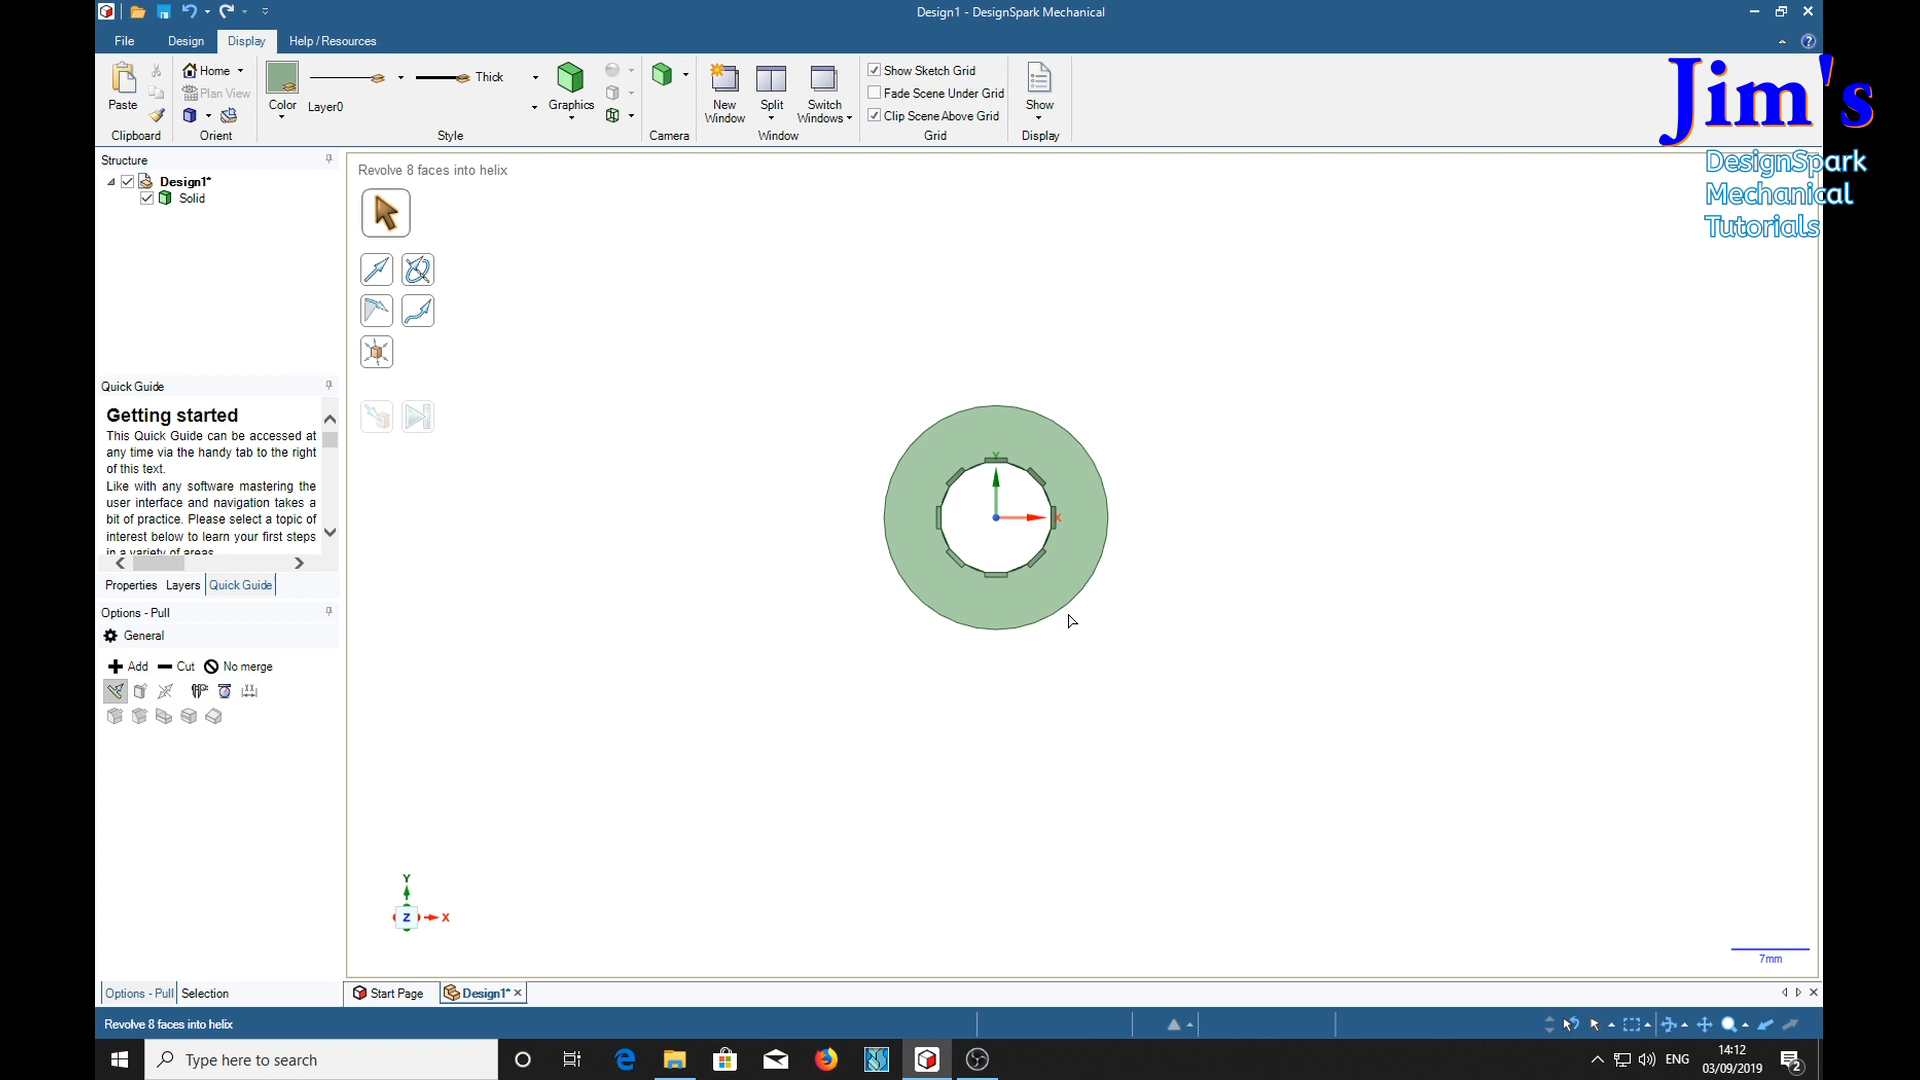 Design1 - DesignSpark Mechanical
File Design Display Help / Resources
Paste
Clipboard
Home
Plan View
Orient
Color
Layer0
Thick
Style
Graphics
Camera
New Window
Split
Switch Windows
Window
Show Sketch Grid
Fade Scene Under Grid
Clip Scene Above Grid
Grid
Show
Display
Jim's
DesignSpark
Mechanical
Tutorials
Structure
Design1*
Solid
Revolve 8 faces into helix
Quick Guide
Getting started
This Quick Guide can be accessed at
any time via the handy tab to the right
of this text.
Like with any software mastering the
user interface and navigation takes a
bit of practice. Please select a topic of
interest below to learn your first steps
in a variety of areas.
Properties Layers Quick Guide
Options - Pull
General
Add Cut No merge
Y
X
Y
Z X
7mm
Options - Pull Selection
Start Page Design1*
Revolve 8 faces into helix
Type here to search
ENG
14:12
03/09/2019
2